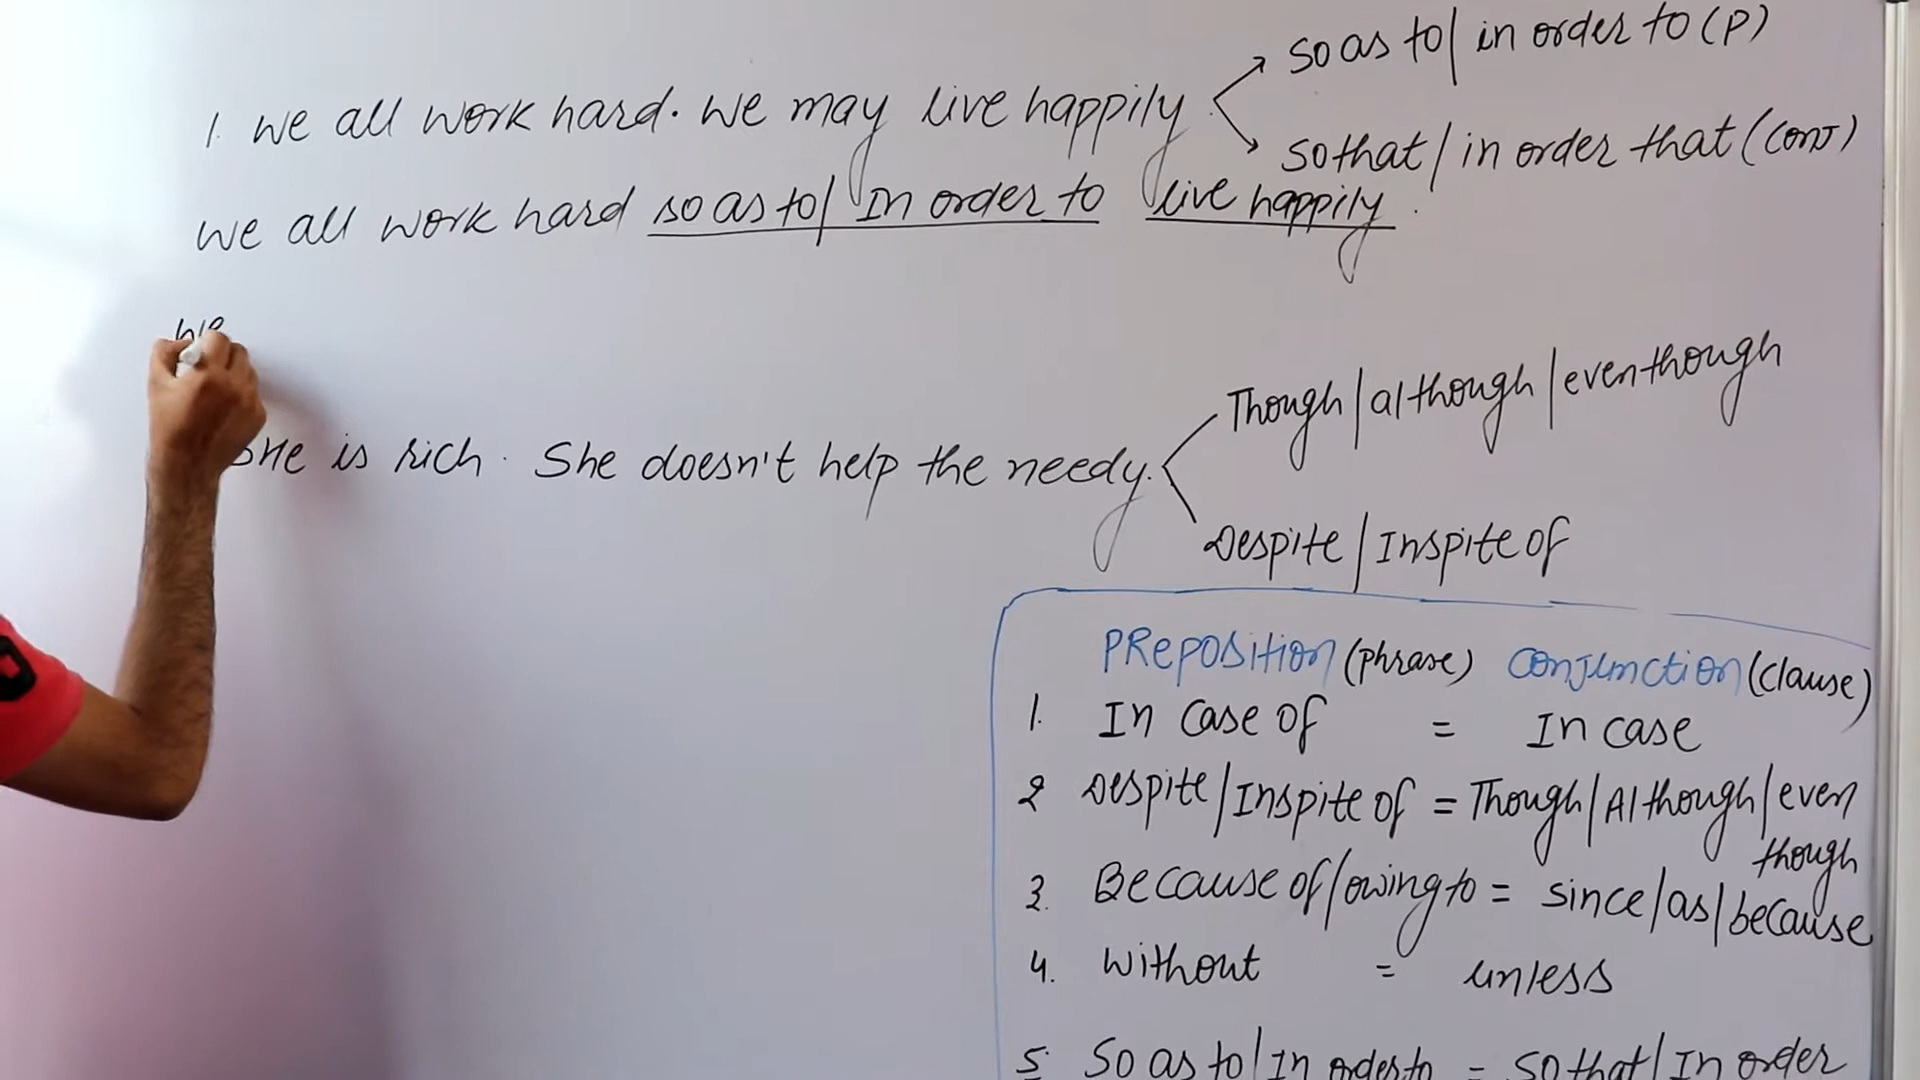 so as to / in order to (P)
1. We all work hard. We may live happily.
so that / in order that (conj)
We all work hard so as to / In order to live happily.
We
Though / although / eventhough
She is rich. She doesn't help the needy.
Despite / Inspite of
Preposition (phrase) Conjunction (clause)
1. In case of = In case
2 Despite / Inspite of = Though / Although / even
though
3. Because of / owing to = since / as / because
4. without = unless
5. So as to / In order to = so that / In order